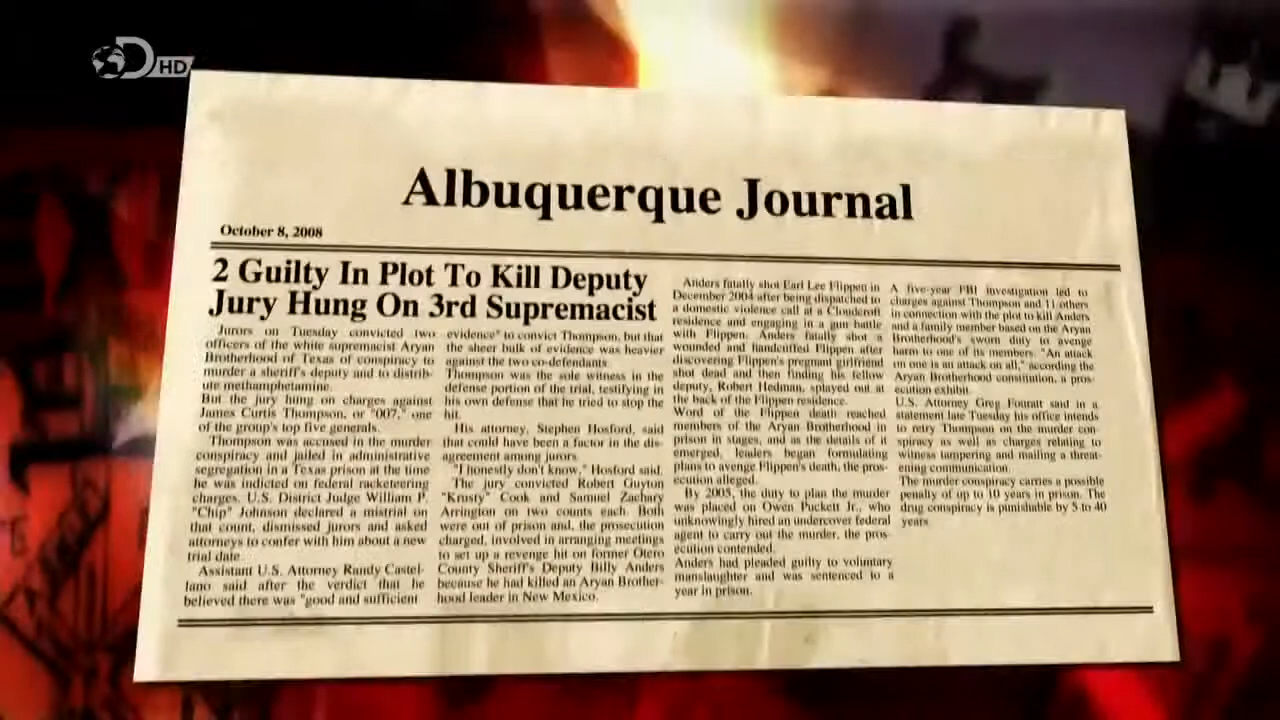 D HD
Albuquerque Journal
October 8, 2008
2 Guilty In Plot To Kill Deputy
Jury Hung On 3rd Supremacist
Jurors on Tuesday convicted two
officers of the white supremacist Aryan
Brotherhood of Texas of conspiracy to
murder a sheriff's deputy and to distrib-
ute methamphetamine.
But the jury hung on charges against
James Curtis Thompson, or "007," one
of the group's top five generals.
Thompson was accused in the murder
conspiracy and jailed in administrative
segregation in a Texas prison at the time
he was indicted on federal racketeering
charges. U.S. District Judge William P.
"Chip" Johnson declared a mistrial on
that count, dismissed jurors and asked
attorneys to confer with him about a new
trial date.
Assistant U.S. Attorney Randy Castel-
lano said after the verdict that he
believed there was "good and sufficient
evidence" to convict Thompson, but that
the sheer bulk of evidence was heavier
against the two co-defendants.
Thompson was the sole witness in the
defense portion of the trial, testifying in
his own defense that he tried to stop the
hit.
His attorney, Stephen Hosford, said
that could have been a factor in the dis-
agreement among jurors.
"I honestly don't know," Hosford said.
The jury convicted Robert Guyton
"Krusty" Cook and Samuel Zachary
Arrington on two counts each. Both
were out of prison and, the prosecution
charged, involved in arranging meetings
to set up a revenge hit on former Otero
County Sheriff's Deputy Billy Anders
because he had killed an Aryan Brother-
hood leader in New Mexico.
Anders fatally shot Earl Lee Flippen in
December 2004 after being dispatched to
a domestic violence call at a Cloudcroft
residence and engaging in a gun battle
with Flippen. Anders fatally shot a
wounded and handcuffed Flippen after
discovering Flippen's pregnant girlfriend
shot dead and then finding his fellow
deputy, Robert Hedman, splayed out at
the back of the Flippen residence.
Word of the Flippen death reached
members of the Aryan Brotherhood in
prison in stages, and as the details of it
emerged, leaders began formulating
plans to avenge Flippen's death, the pros-
ecution alleged.
By 2005, the duty to plan the murder
was placed on Owen Puckett Jr., who
unknowingly hired an undercover federal
agent to carry out the murder, the pros-
ecution contended.
Anders had pleaded guilty to voluntary
manslaughter and was sentenced to a
year in prison.
A five-year FBI investigation led to
charges against Thompson and 11 others
in connection with the plot to kill Anders
and a family member based on the Aryan
Brotherhood's sworn duty to avenge
harm to one of its members. "An attack
on one is an attack on all," according the
Aryan Brotherhood constitution, a pros-
ecution exhibit.
U.S. Attorney Greg Fouratt said in a
statement late Tuesday his office intends
to retry Thompson on the murder con-
spiracy as well as charges relating to
witness tampering and mailing a threat-
ening communication.
The murder conspiracy carries a possible
penalty of up to 10 years in prison. The
drug conspiracy is punishable by 5 to 40
years.